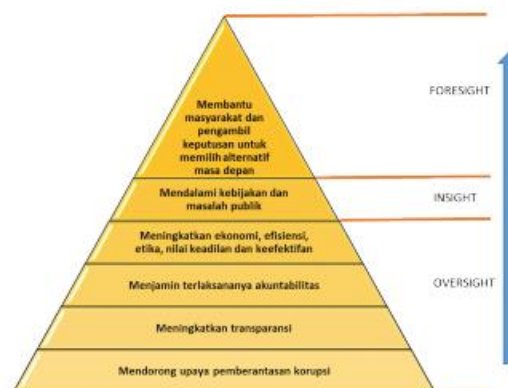 Membantu
masyarakat dan
pengambil
keputusan untuk
memilih alternatif
masa depan
FORESIGHT
Mendalami kebijakan dan
masalah publik
INSIGHT
Meningkatkan ekonomi, efisiensi,
etika, nilai keadilan dan keefektifan
Menjamin terlaksananya akuntabilitas
OVERSIGHT
Meningkatkan transparansi
Mendorong upaya pemberantasan korupsi